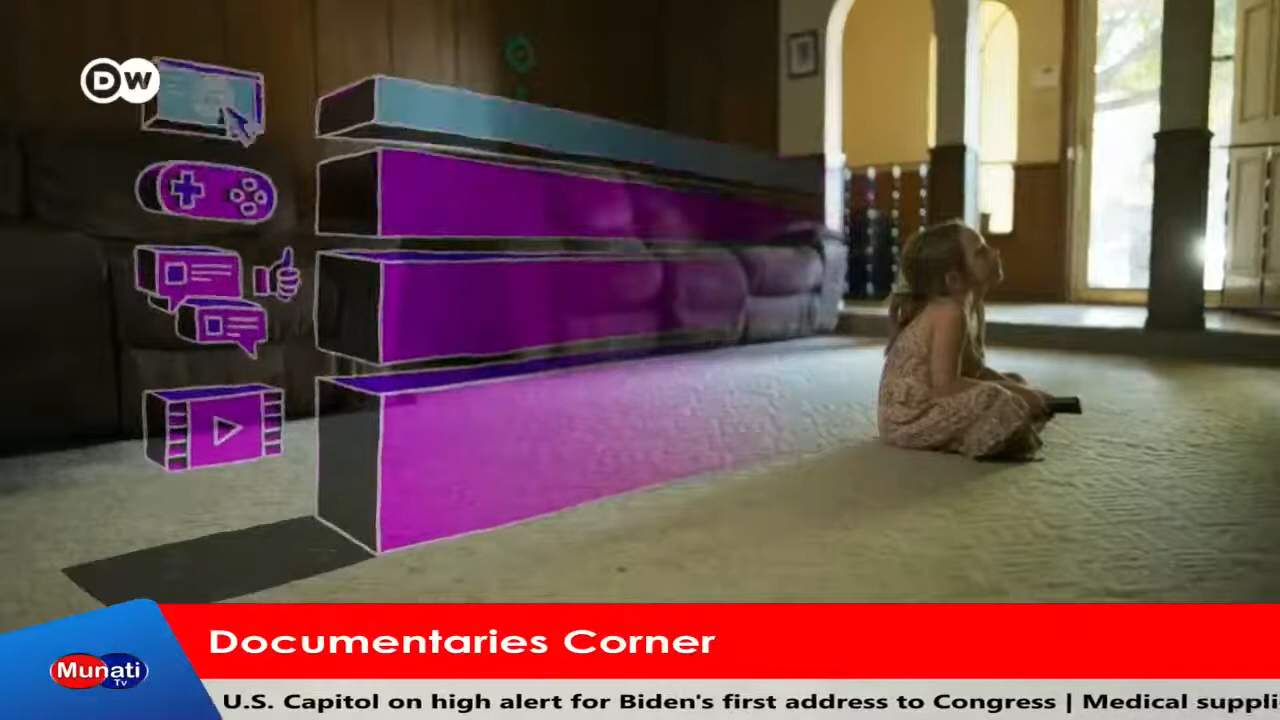 DW
Documentaries Corner
Munati
Tv
U.S. Capitol on high alert for Biden's first address to Congress | Medical suppli